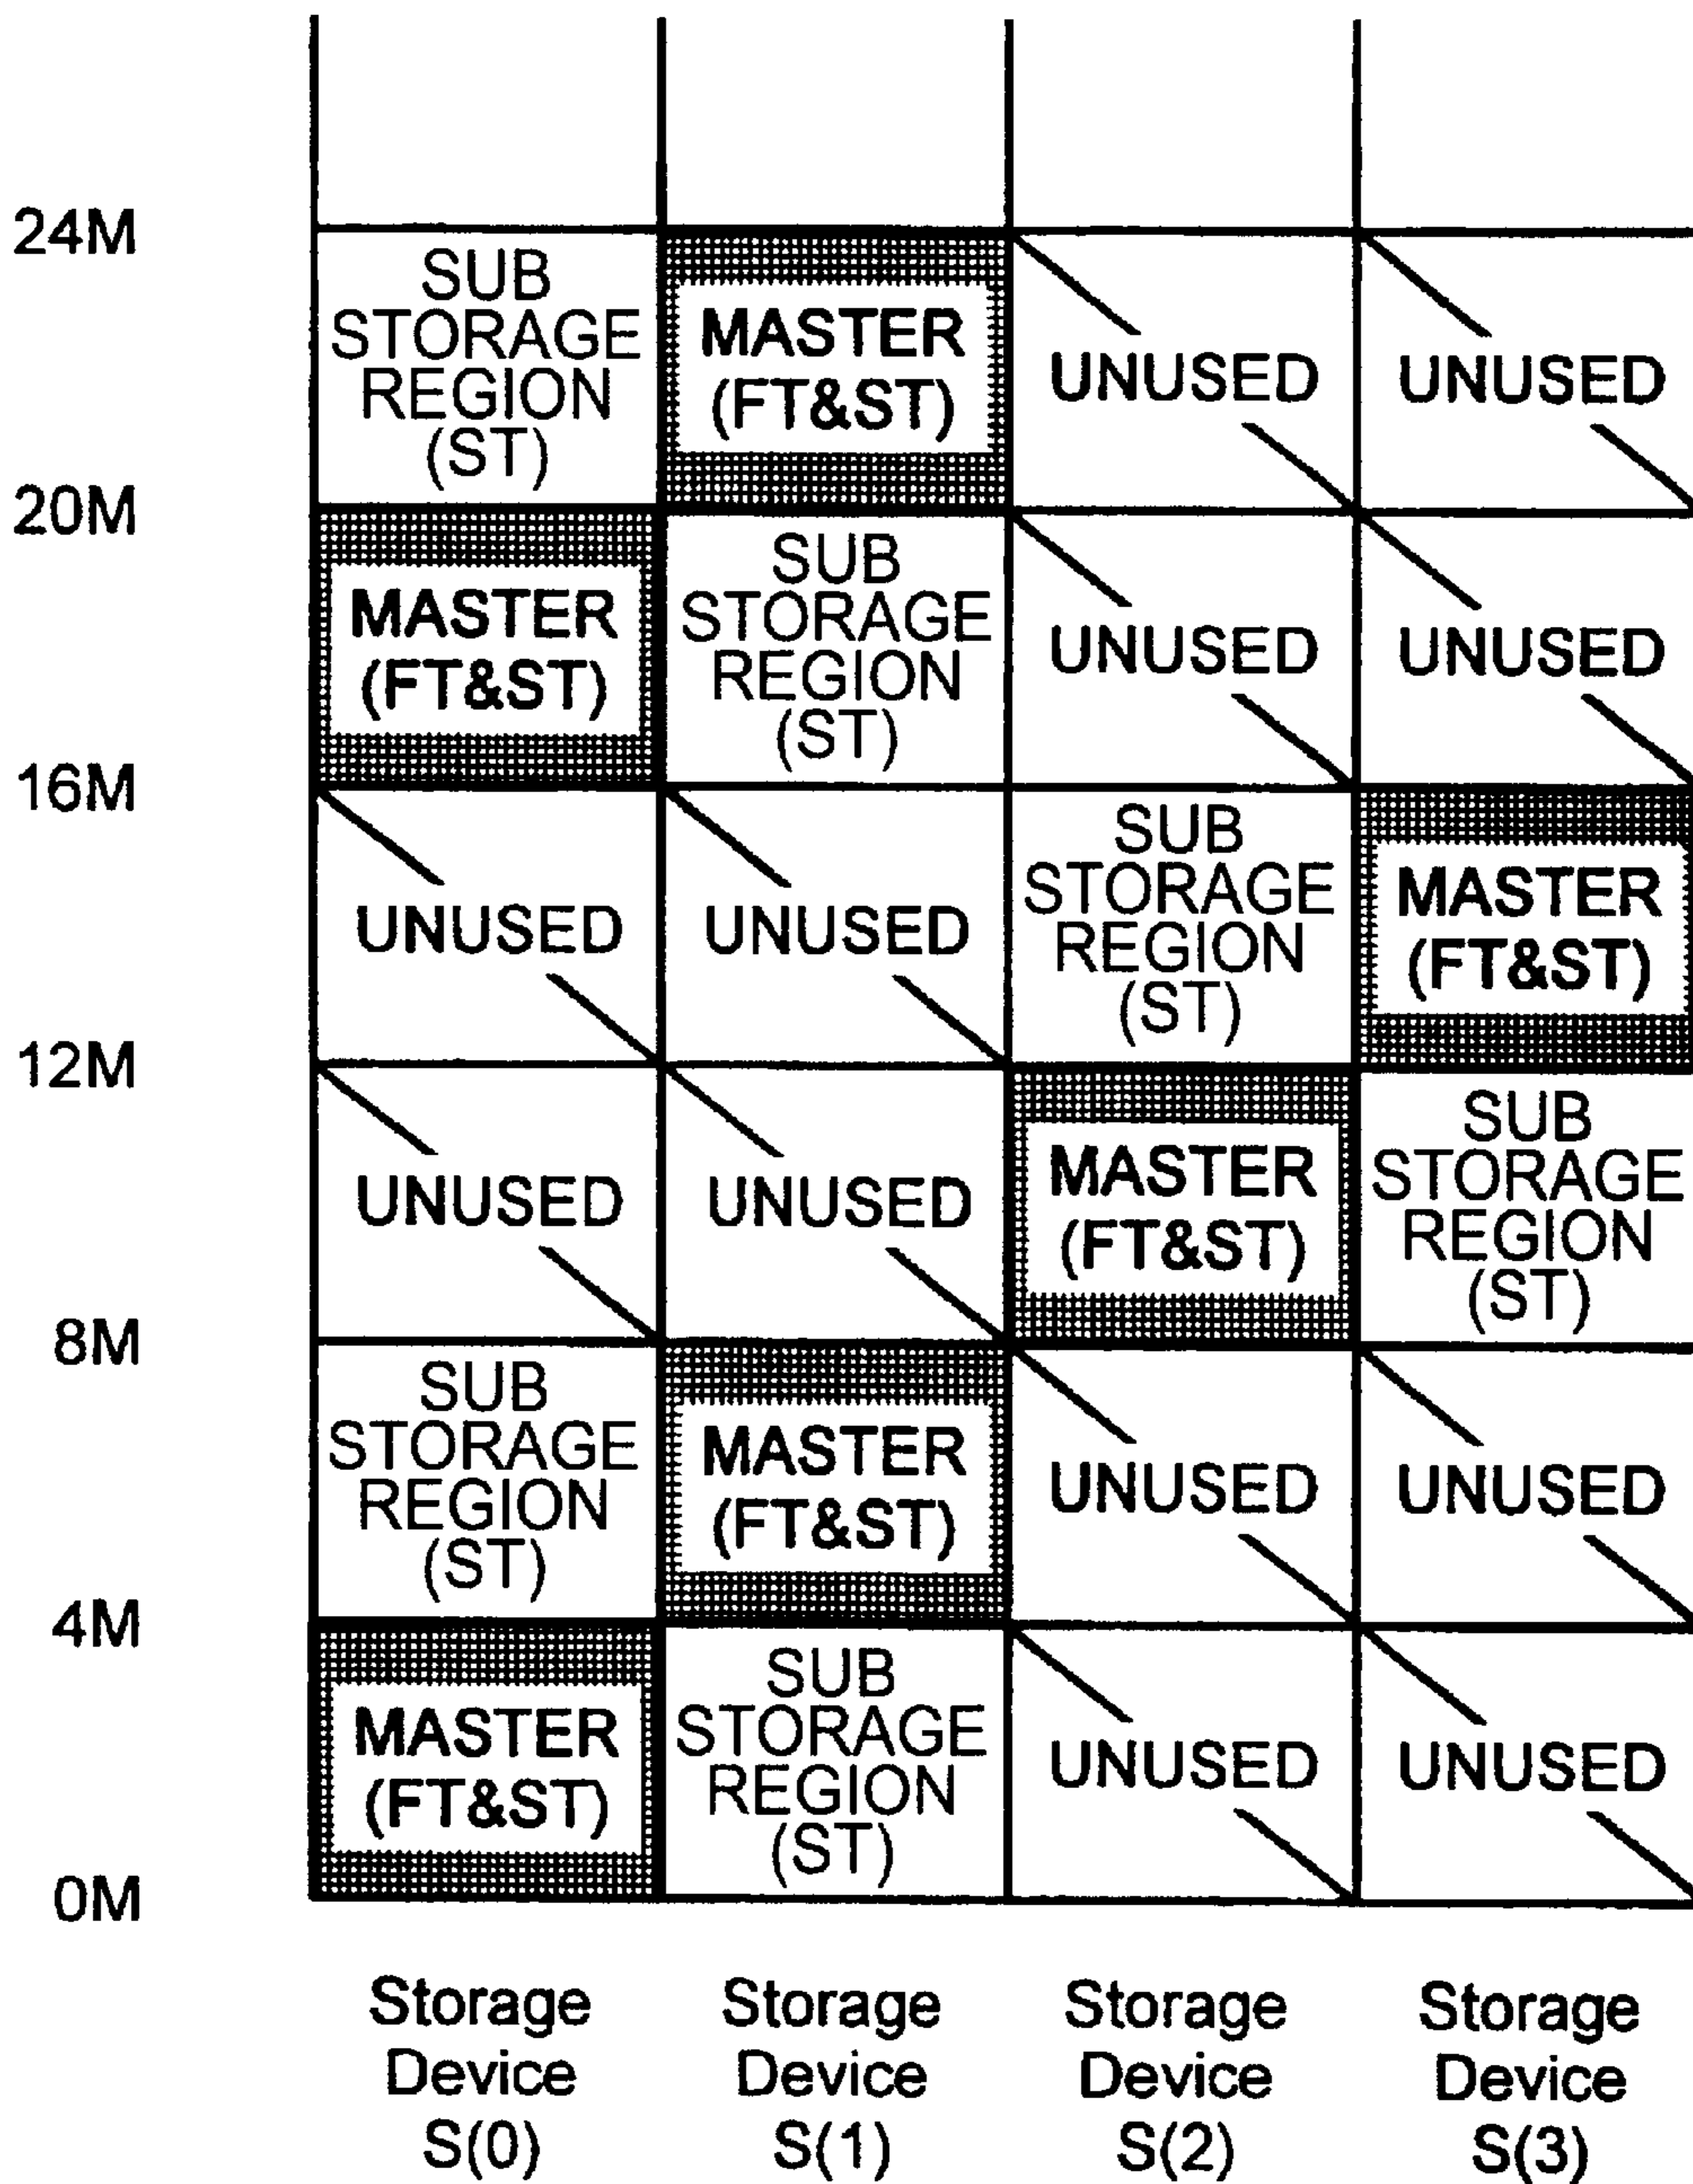 24M
SUB
STORAGE
REGION
(ST)
MASTER
(FT&ST)
UNUSED
UNUSED
20M
MASTER
(FT&ST)
SUB
STORAGE
REGION
(ST)
UNUSED
UNUSED
16M
UNUSED
UNUSED
SUB
STORAGE
REGION
(ST)
MASTER
(FT&ST)
12M
UNUSED
UNUSED
MASTER
(FT&ST)
SUB
STORAGE
REGION
(ST)
8M
SUB
STORAGE
REGION
(ST)
MASTER
(FT&ST)
UNUSED
UNUSED
4M
MASTER
(FT&ST)
SUB
STORAGE
REGION
(ST)
UNUSED
UNUSED
0M
Storage
Device
S(0)
Storage
Device
S(1)
Storage
Device
S(2)
Storage
Device
S(3)